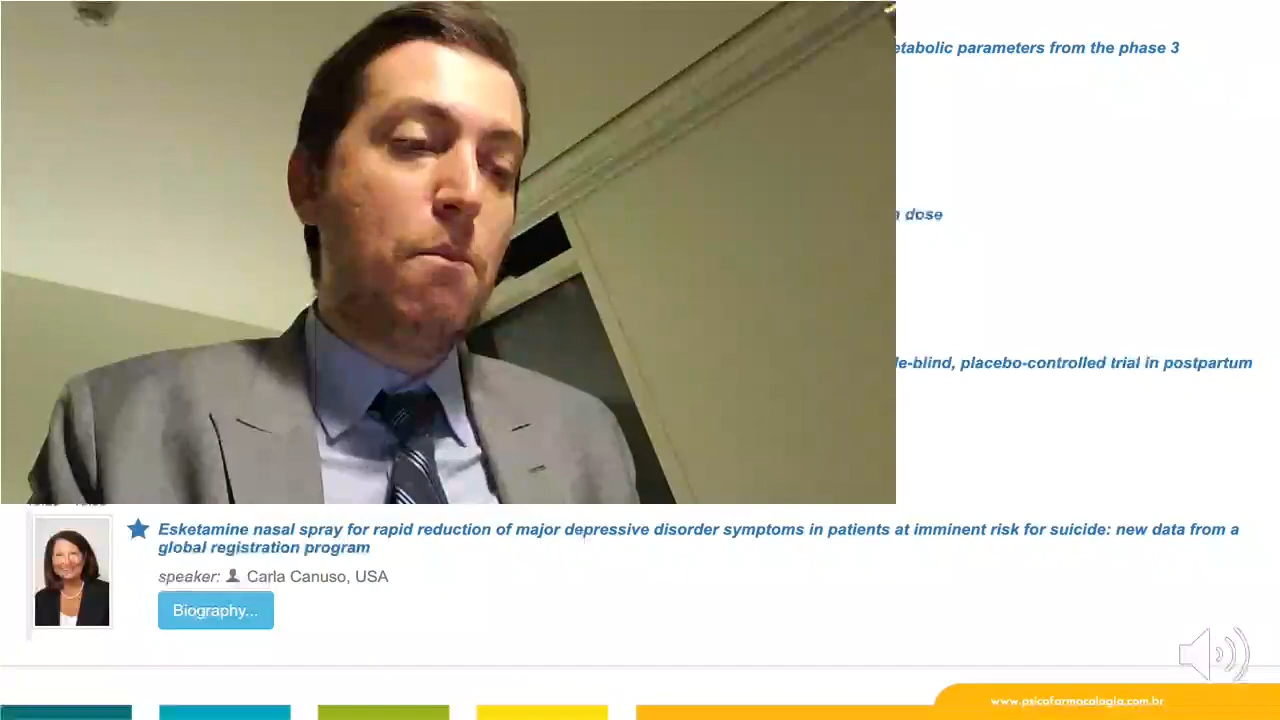 etabolic parameters from the phase 3
dose
le-blind, placebo-controlled trial in postpartum
Esketamine nasal spray for rapid reduction of major depressive disorder symptoms in patients at imminent risk for suicide: new data from a
global registration program
speaker: Carla Canuso, USA
Biography...
www.psicofarmacologia.com.br